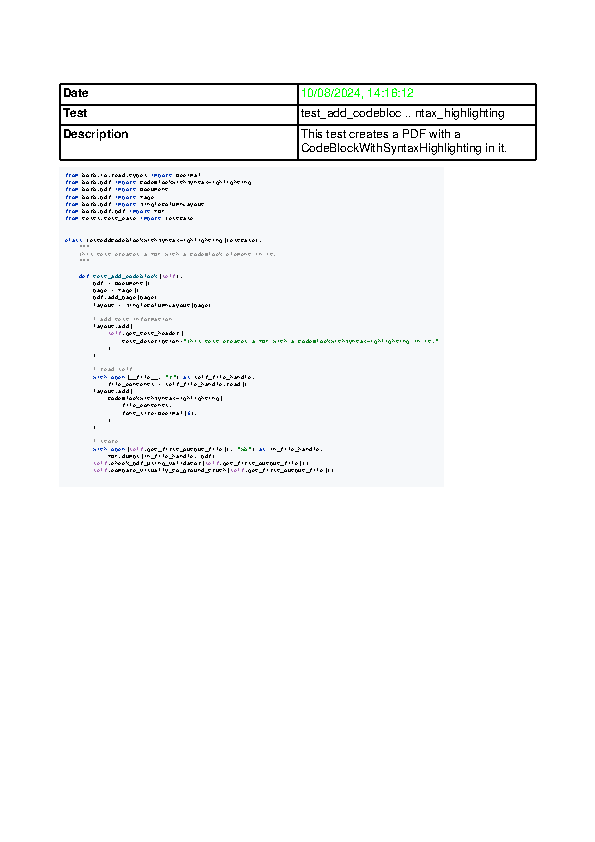 Date 10/08/2024, 14:16:12
Test test_add_codebloc .. ntax_highlighting
Description This test creates a PDF with a
CodeBlockWithSyntaxHighlighting in it.
from borb.io.read.types import Decimal
from borb.pdf import CodeBlockWithSyntaxHighlighting
from borb.pdf import Document
from borb.pdf import Page
from borb.pdf import SingleColumnLayout
from borb.pdf.pdf import PDF
from tests.test_case import TestCase
class TestAddCodeBlockWithSyntaxHighlighting(TestCase):
"""
This test creates a PDF with a CodeBlock element in it.
"""
def test_add_codeblock(self):
pdf = Document()
page = Page()
pdf.add_page(page)
layout = SingleColumnLayout(page)
# add test information
layout.add(
self.get_test_header(
test_description="This test creates a PDF with a CodeBlockWithSyntaxHighlighting in it."
)
)
# read self
with open(__file__, "r") as self_file_handle:
file_contents = self_file_handle.read()
layout.add(
CodeBlockWithSyntaxHighlighting(
file_contents,
font_size=Decimal(6),
)
)
# store
with open(self.get_first_output_file(), "wb") as in_file_handle:
PDF.dumps(in_file_handle, pdf)
self.check_pdf_using_validator(self.get_first_output_file())
self.compare_visually_to_ground_truth(self.get_first_output_file())